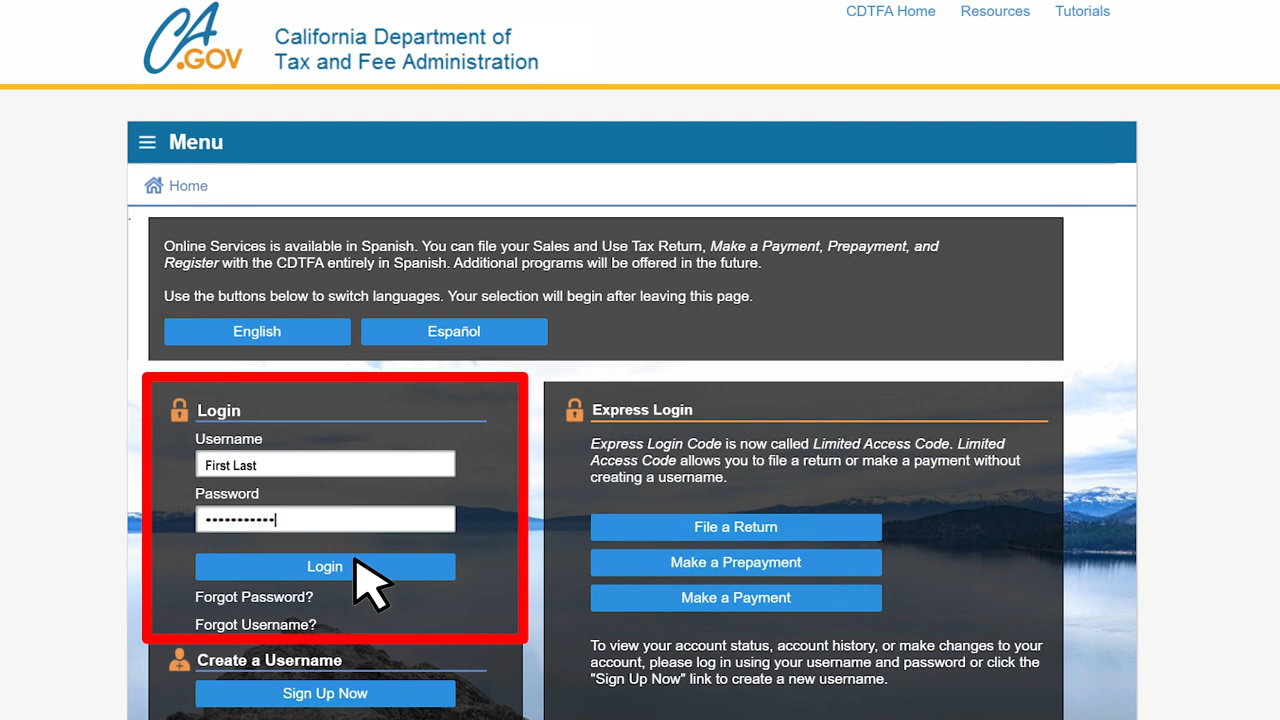 CDTFA Home Resources Tutorials
CA.GOV
California Department of
Tax and Fee Administration
Menu
Home
Online Services is available in Spanish. You can file your Sales and Use Tax Return, Make a Payment, Prepayment, and
Register with the CDTFA entirely in Spanish. Additional programs will be offered in the future.
Use the buttons below to switch languages. Your selection will begin after leaving this page.
English Español
Login
Username
First Last
Password
•••••••••••
Login
Forgot Password?
Forgot Username?
Create a Username
Sign Up Now
Express Login
Express Login Code is now called Limited Access Code. Limited
Access Code allows you to file a return or make a payment without
creating a username.
File a Return
Make a Prepayment
Make a Payment
To view your account status, account history, or make changes to your
account, please log in using your username and password or click the
"Sign Up Now" link to create a new username.